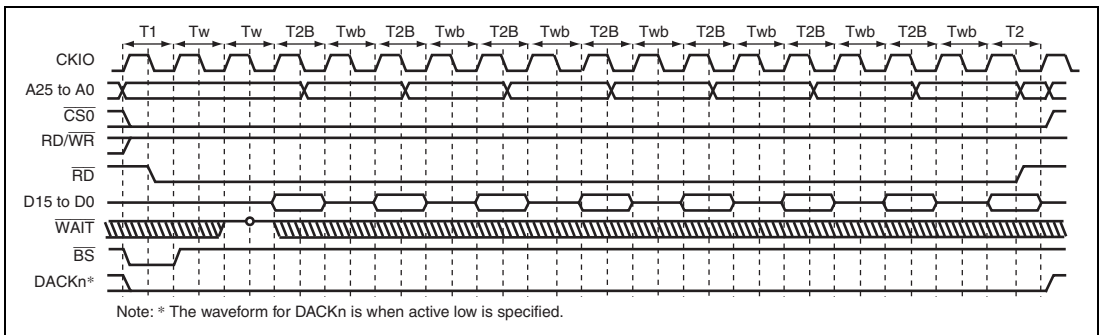 T1 Tw Tw T2B Twb T2B Twb T2B Twb T2B Twb T2B Twb T2B Twb T2B Twb T2
CKIO
A25 to A0
CS0
RD/WR
RD
D15 to D0
WAIT
BS
DACKn*
Note: * The waveform for DACKn is when active low is specified.